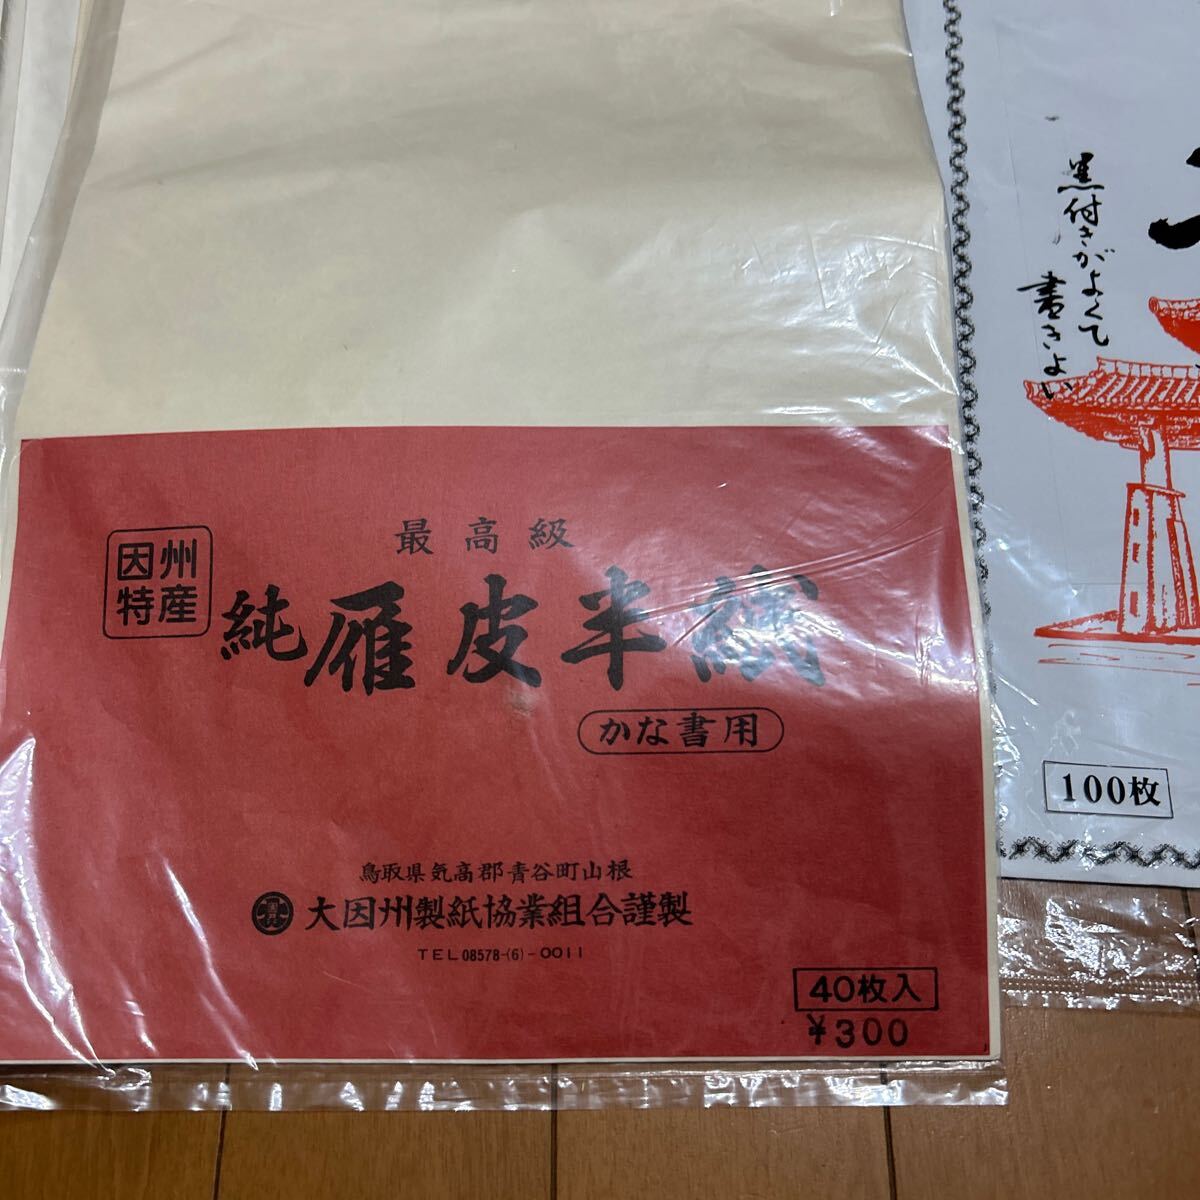 最高級
因州
特産
純雁皮半紙
かな書用
鳥取県気高郡青谷町山根
大因州製紙協業組合謹製
TEL 08578-(6)-0011
40枚入
¥300
墨付きがよくて
書きよい
100枚